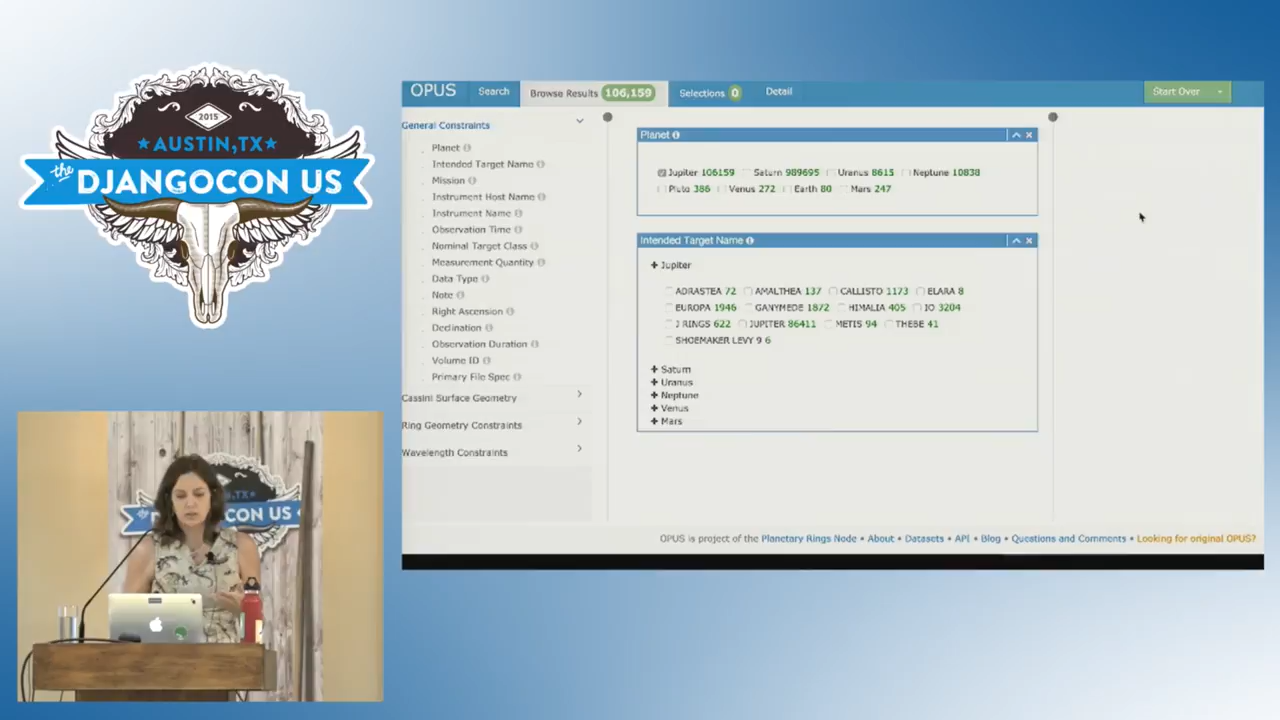 2015
★ AUSTIN, TX ★
the DJANGOCON US
OPUS
Search
Browse Results 106,159
Selections 0
Detail
Start Over
General Constraints
Planet
Intended Target Name
Mission
Instrument Host Name
Instrument Name
Observation Time
Nominal Target Class
Measurement Quantity
Data Type
Note
Right Ascension
Declination
Observation Duration
Volume ID
Primary File Spec
Cassini Surface Geometry
Ring Geometry Constraints
Wavelength Constraints
Planet
Jupiter 106159 Saturn 989695 Uranus 8615 Neptune 10838
Pluto 386 Venus 272 Earth 80 Mars 247
Intended Target Name
+ Jupiter
ADRASTEA 72 AMALTHEA 137 CALLISTO 1173 ELARA 8
EUROPA 1946 GANYMEDE 1872 HIMALIA 405 IO 3204
J RINGS 622 JUPITER 86411 METIS 94 THEBE 41
SHOEMAKER LEVY 9 6
+ Saturn
+ Uranus
+ Neptune
+ Venus
+ Mars
OPUS is project of the Planetary Rings Node • About • Datasets • API • Blog • Questions and Comments • Looking for original OPUS?
, TX
CON US